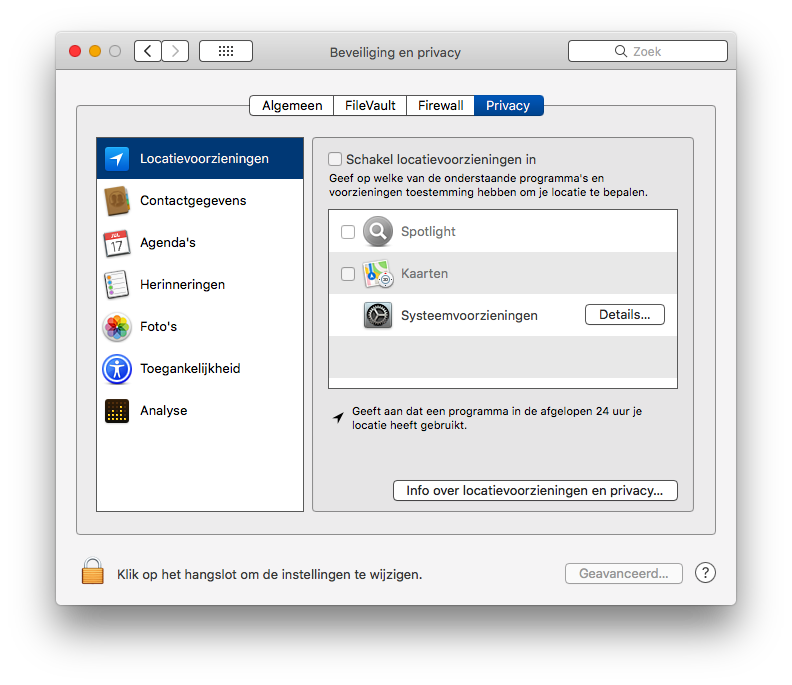 Beveiliging en privacy
Zoek
Algemeen
FileVault
Firewall
Privacy
Locatievoorzieningen
Contactgegevens
JUL
17
Agenda's
Herinneringen
Foto's
Toegankelijkheid
Analyse
Schakel locatievoorzieningen in
Geef op welke van de onderstaande programma's en
voorzieningen toestemming hebben om je locatie te bepalen.
Spotlight
3D
Kaarten
Systeemvoorzieningen
Details...
Geeft aan dat een programma in de afgelopen 24 uur je
locatie heeft gebruikt.
Info over locatievoorzieningen en privacy...
Klik op het hangslot om de instellingen te wijzigen.
Geavanceerd...
?